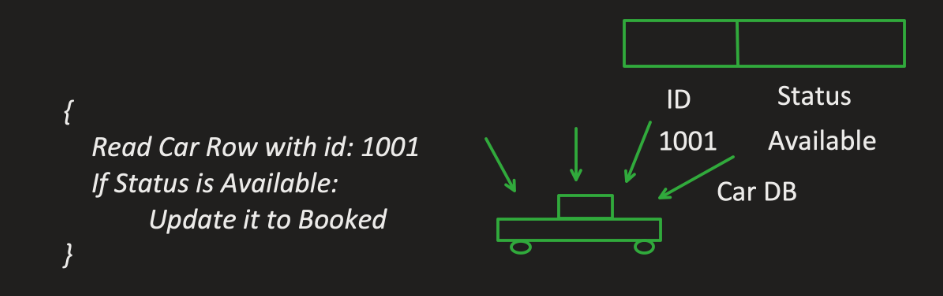 {
Read Car Row with id: 1001
If Status is Available:
Update it to Booked
}
ID Status
1001 Available
Car DB